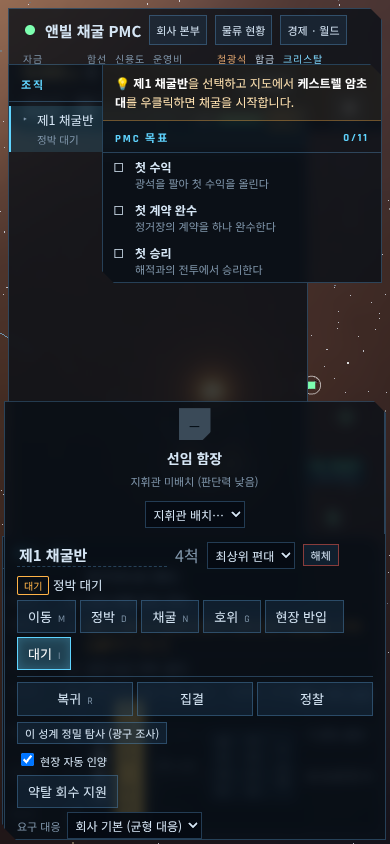 앤빌 채굴 PMC
회사 본부
물류 현황
경제 · 월드
자금
함선
신용도
운영비
철광석
합금
크리스탈
조직
제1 채굴반
정박 대기
💡 제1 채굴반을 선택하고 지도에서 케스트렐 암초
대를 우클릭하면 채굴을 시작합니다.
PMC 목표
0/11
☐ 첫 수익
광석을 팔아 첫 수익을 올린다
☐ 첫 계약 완수
정거장의 계약을 하나 완수한다
☐ 첫 승리
해적과의 전투에서 승리한다
—
선임 함장
지휘관 미배치 (판단력 낮음)
지휘관 배치…
제1 채굴반
4척
최상위 편대
해체
대기 정박 대기
이동 M
정박 D
채굴 N
호위 G
현장 반입
대기 I
복귀 R
집결
정찰
이 성계 정밀 탐사 (광구 조사)
현장 자동 인양
약탈 회수 지원
요구 대응 회사 기본 (균형 대응)